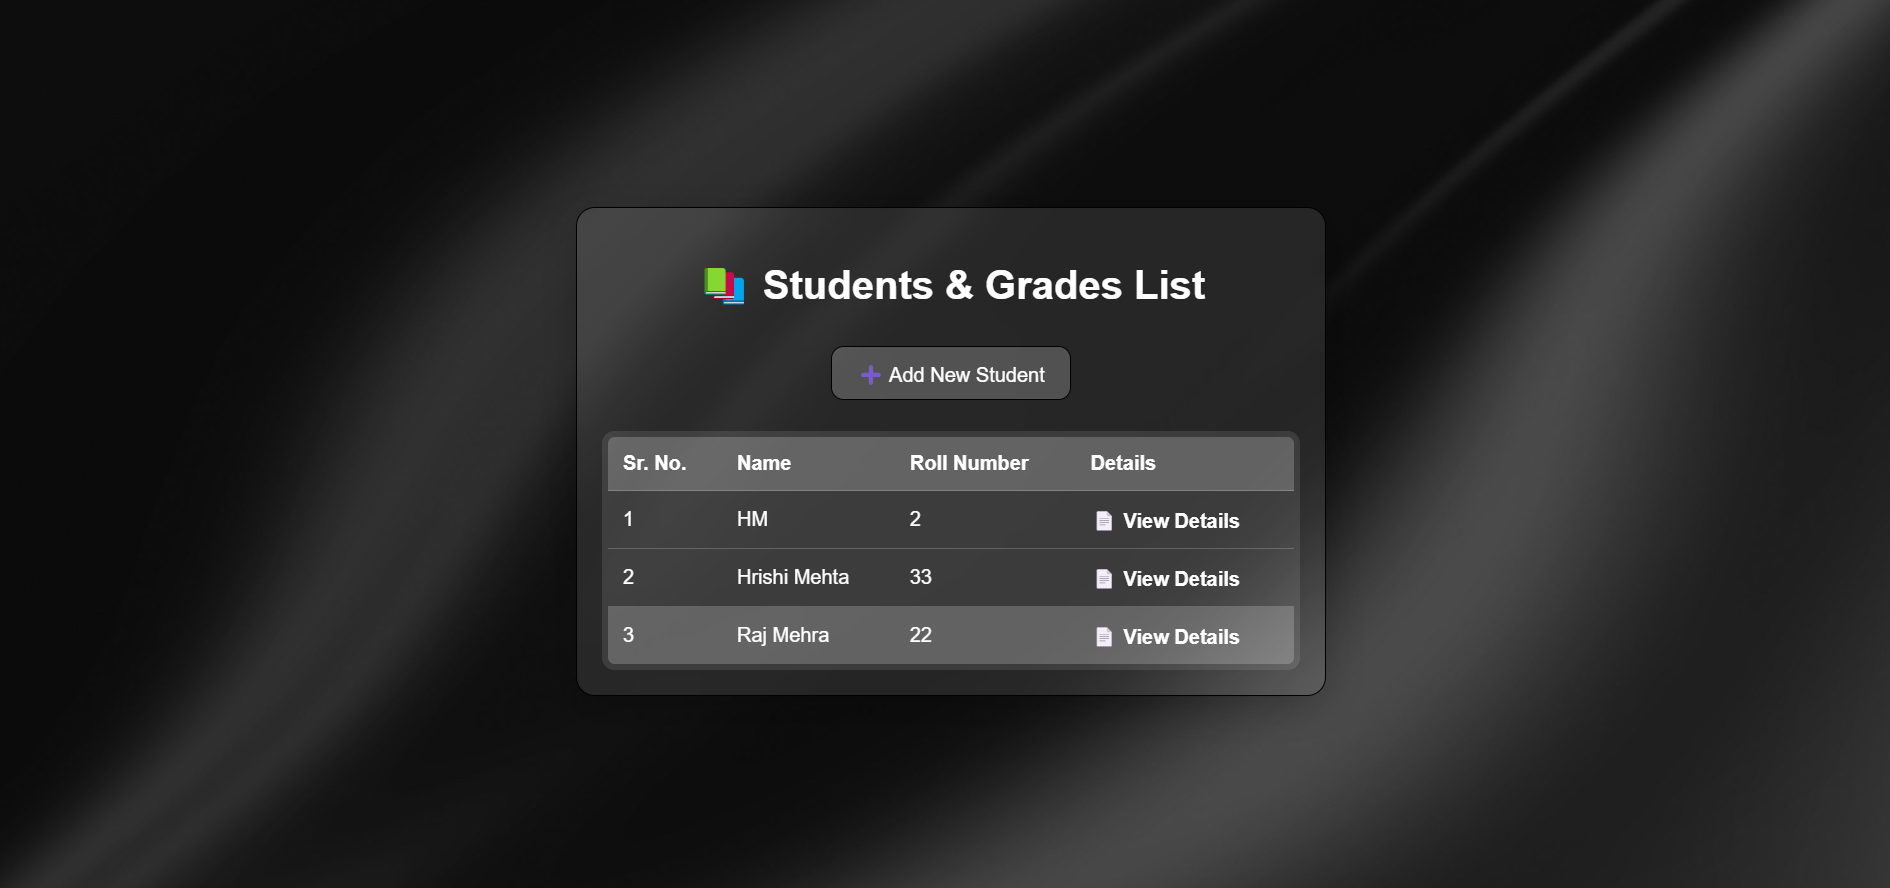 Students & Grades List
Add New Student
Sr. No. Name Roll Number Details
1 HM 2 View Details
2 Hrishi Mehta 33 View Details
3 Raj Mehra 22 View Details